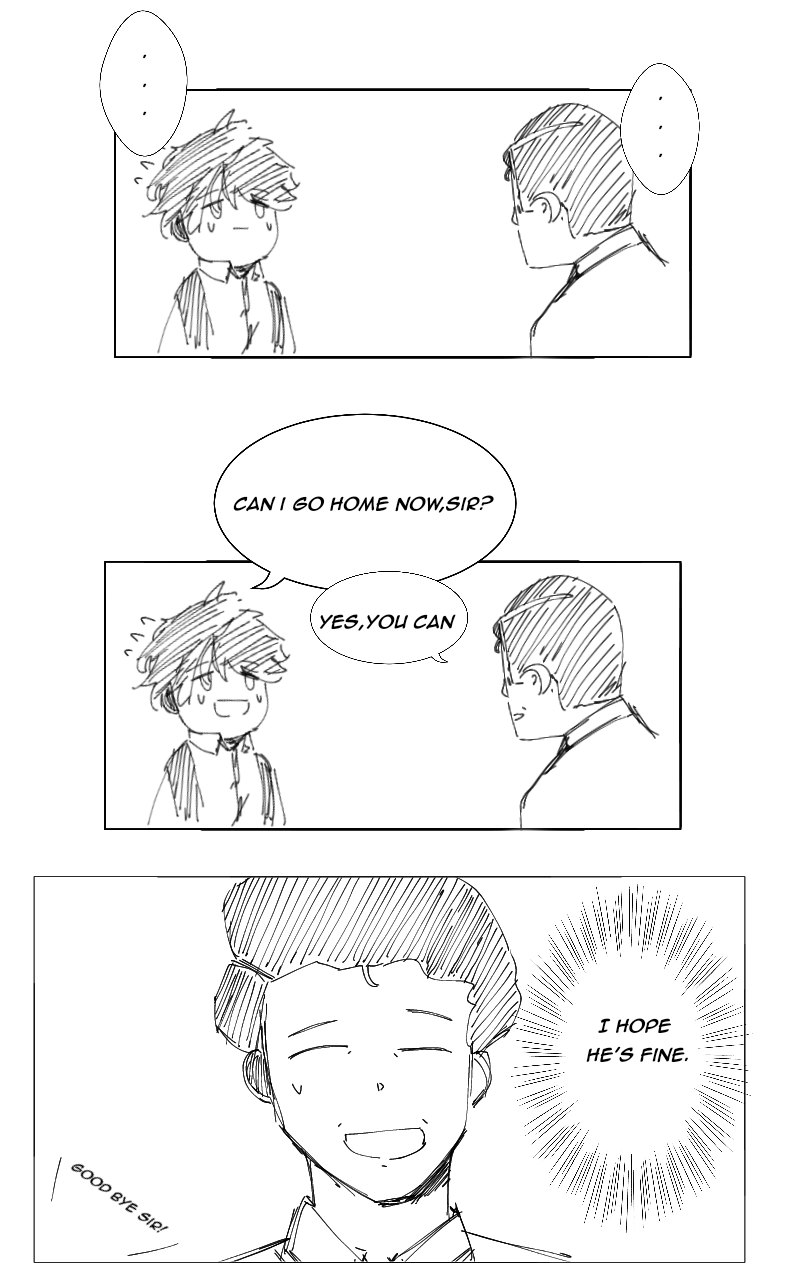 . . .
. . .
CAN I GO HOME NOW,SIR?
YES,YOU CAN
I HOPE
HE'S FINE.
GOOD BYE SIR!